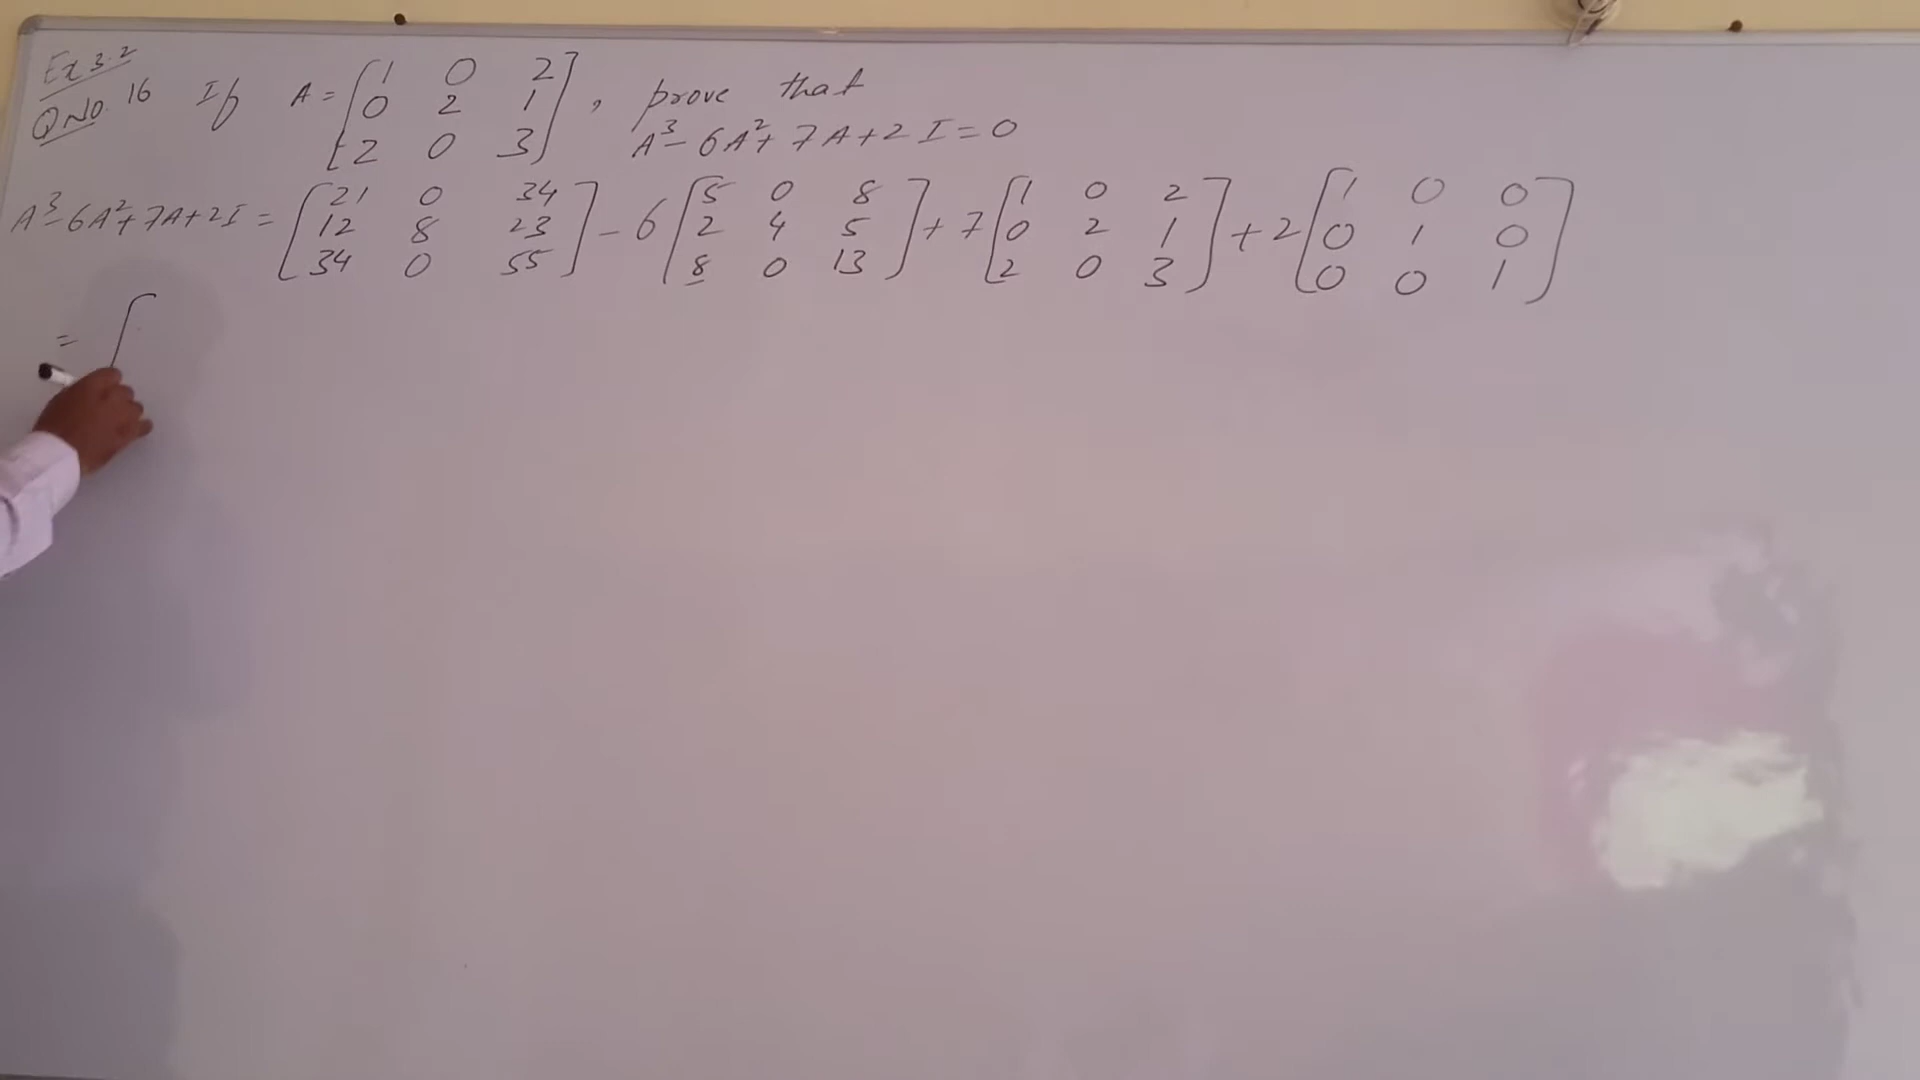 Ex 3.2
Q No. 16 If A = [1 0 2
0 2 1
2 0 3], prove that
A³ - 6A² + 7A + 2I = 0
A³ - 6A² + 7A + 2I = [21 0 34
12 8 23
34 0 55] - 6 [5 0 8
2 4 5
8 0 13] + 7 [1 0 2
0 2 1
2 0 3] + 2 [1 0 0
0 1 0
0 0 1]
= [